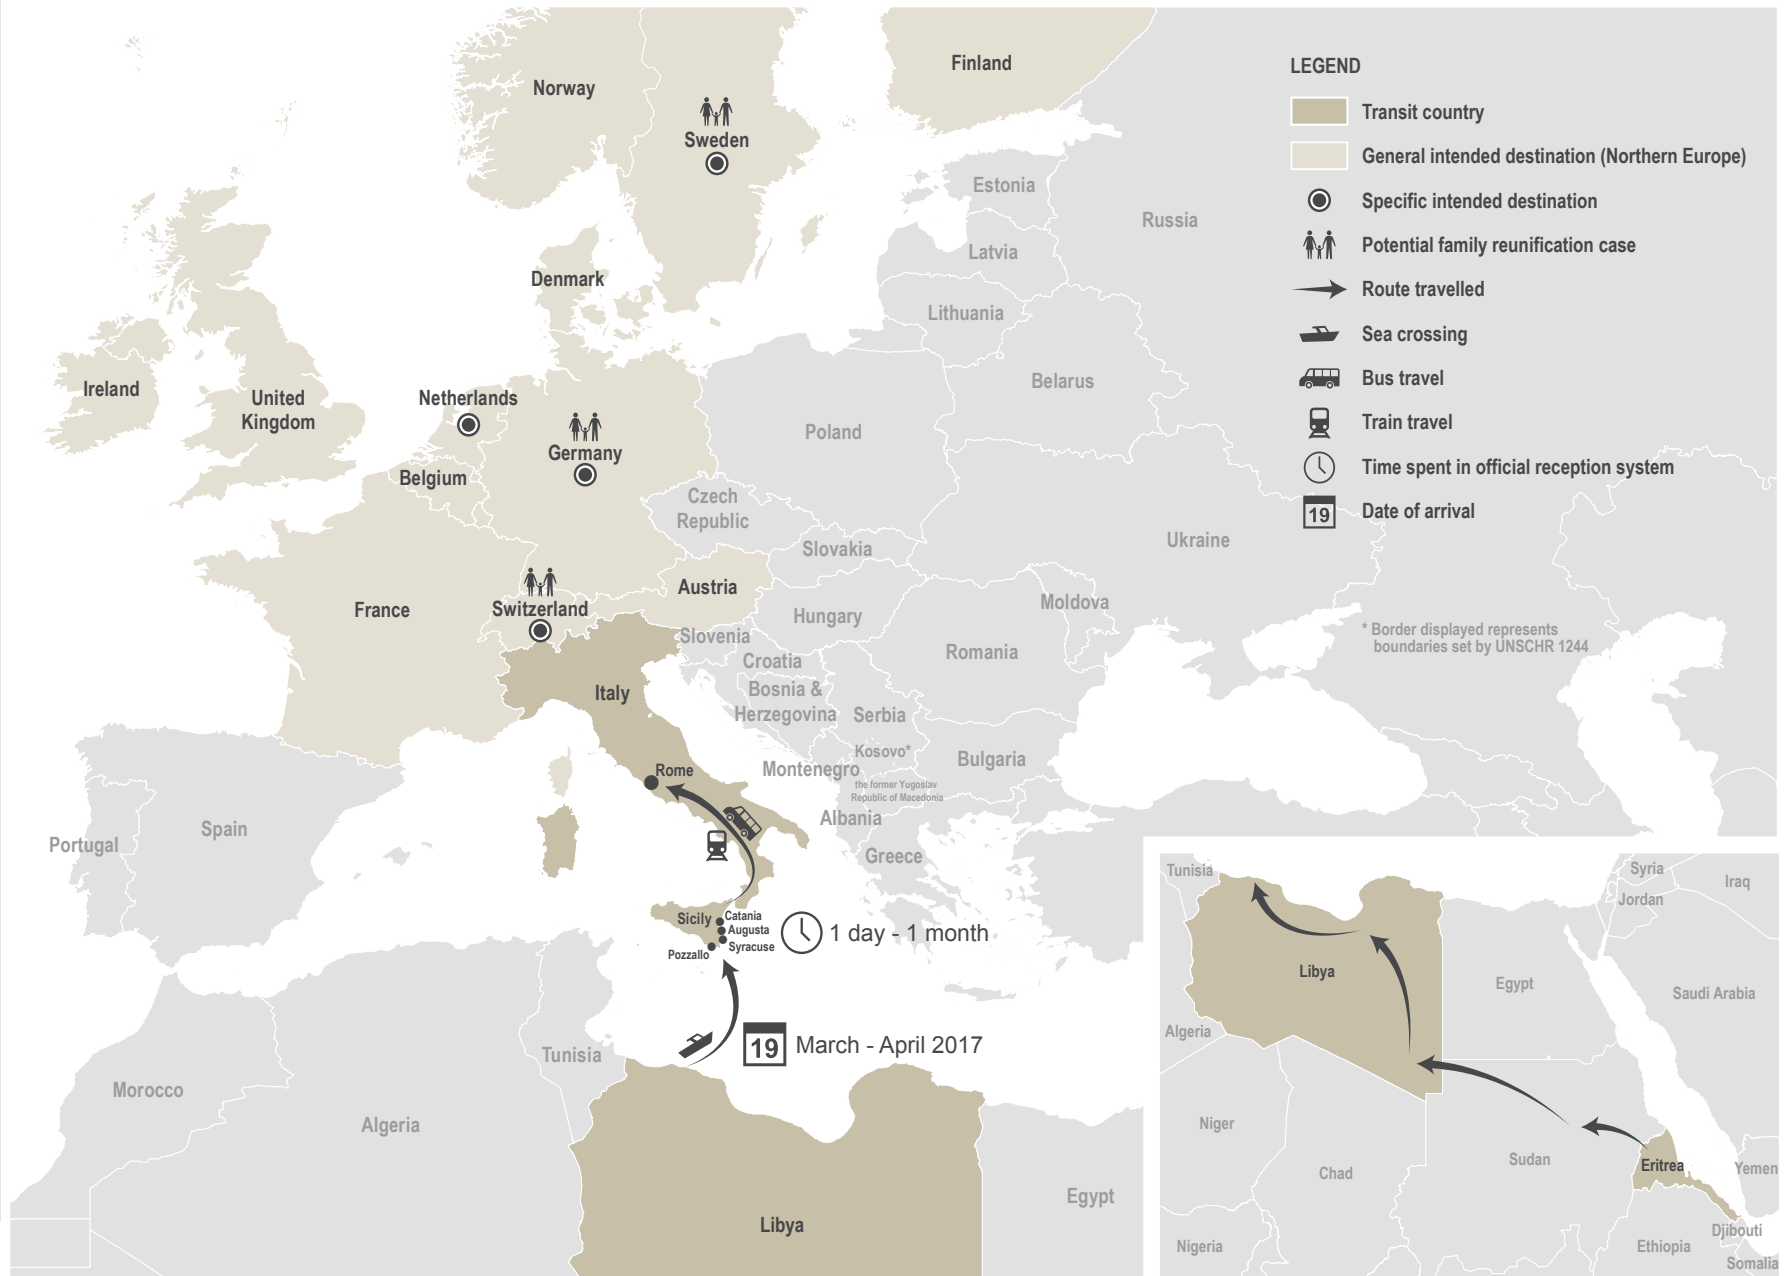 Norway
Sweden
Finland
Denmark
Estonia
Latvia
Lithuania
Russia
Belarus
Ireland
United
Kingdom
Netherlands
Germany
Belgium
Poland
Czech
Republic
Slovakia
Ukraine
France
Switzerland
Austria
Hungary
Moldova
Slovenia
Croatia
Romania
Italy
Bosnia &
Herzegovina
Serbia
Kosovo*
Montenegro
Bulgaria
the former Yugoslav
Republic of Macedonia
Albania
Greece
Portugal
Spain
Rome
Sicily
Catania
Augusta
Syracuse
Pozzallo
1 day - 1 month
19
March - April 2017
Morocco
Algeria
Tunisia
Libya
Egypt
LEGEND
Transit country
General intended destination (Northern Europe)
Specific intended destination
Potential family reunification case
Route travelled
Sea crossing
Bus travel
Train travel
Time spent in official reception system
19
Date of arrival
* Border displayed represents
boundaries set by UNSCHR 1244
Tunisia
Syria
Iraq
Jordan
Libya
Egypt
Saudi Arabia
Algeria
Niger
Chad
Sudan
Eritrea
Yemen
Nigeria
Ethiopia
Djibouti
Somalia